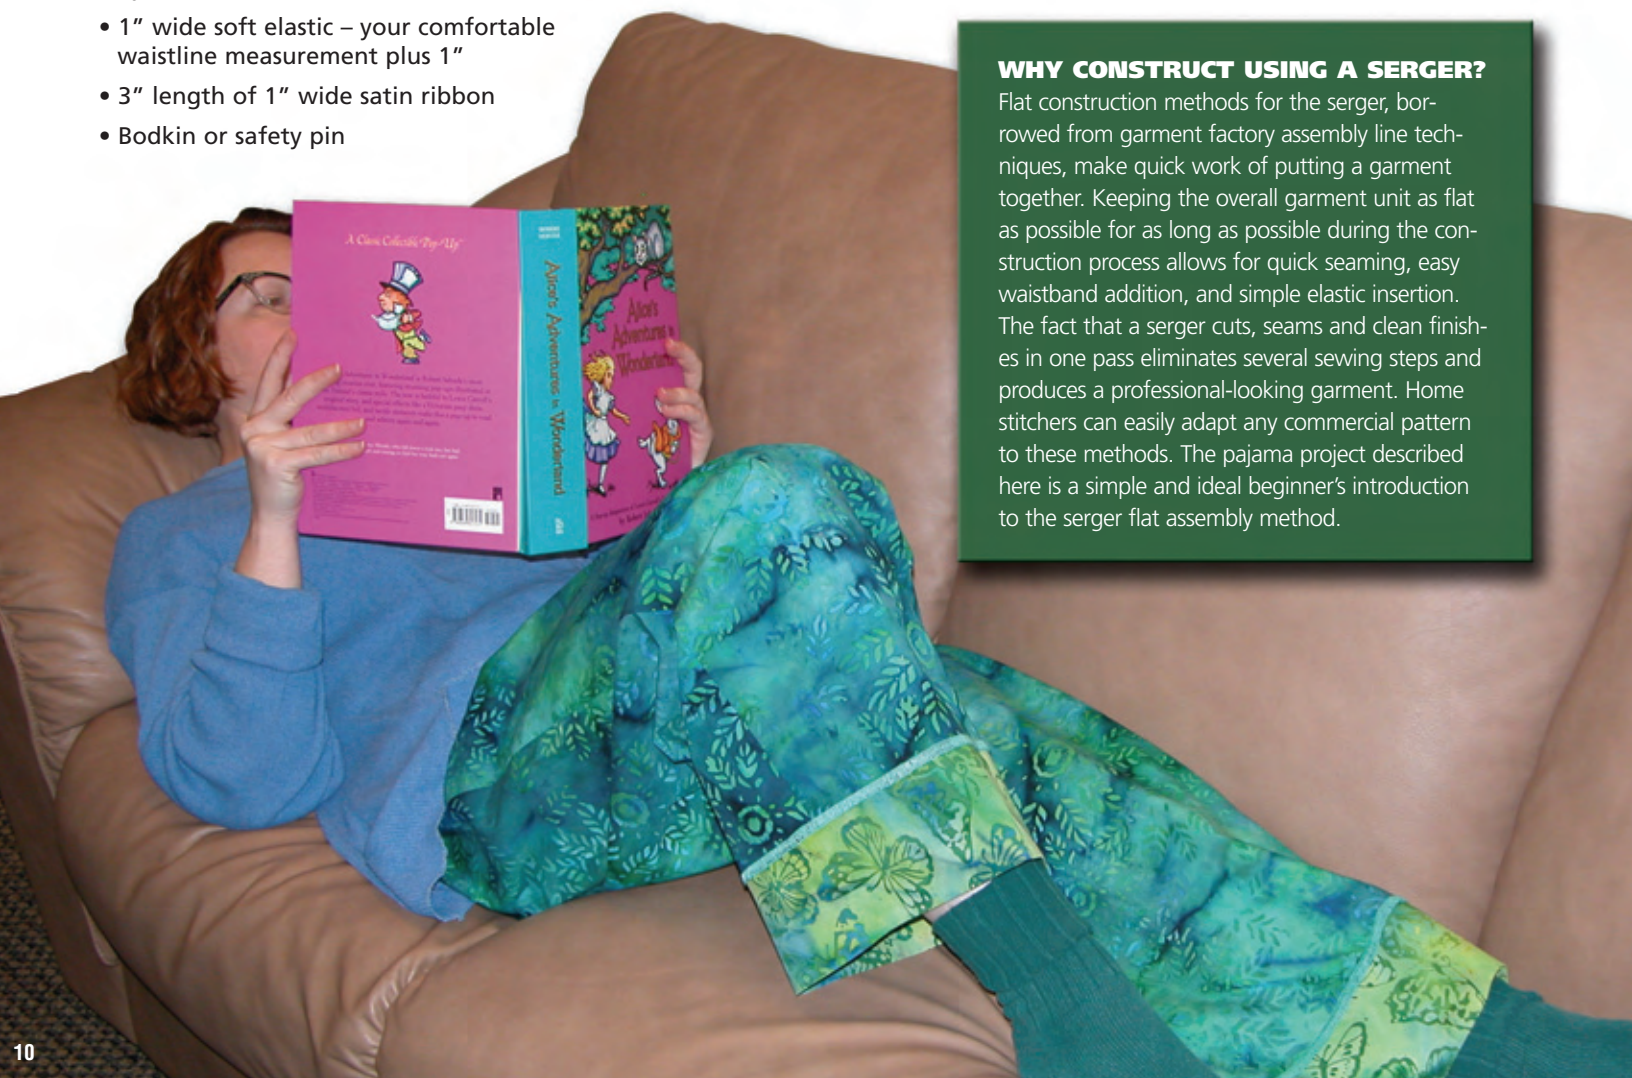 • 1” wide soft elastic – your comfortable
waistline measurement plus 1”
• 3” length of 1” wide satin ribbon
• Bodkin or safety pin
WHY CONSTRUCT USING A SERGER?
Flat construction methods for the serger, bor-
rowed from garment factory assembly line tech-
niques, make quick work of putting a garment
together. Keeping the overall garment unit as flat
as possible for as long as possible during the con-
struction process allows for quick seaming, easy
waistband addition, and simple elastic insertion.
The fact that a serger cuts, seams and clean finish-
es in one pass eliminates several sewing steps and
produces a professional-looking garment. Home
stitchers can easily adapt any commercial pattern
to these methods. The pajama project described
here is a simple and ideal beginner’s introduction
to the serger flat assembly method.
A Classic Collectible Pop-Up
Alice's Adventures in Wonderland
Alice's
Adventures in
Wonderland
10